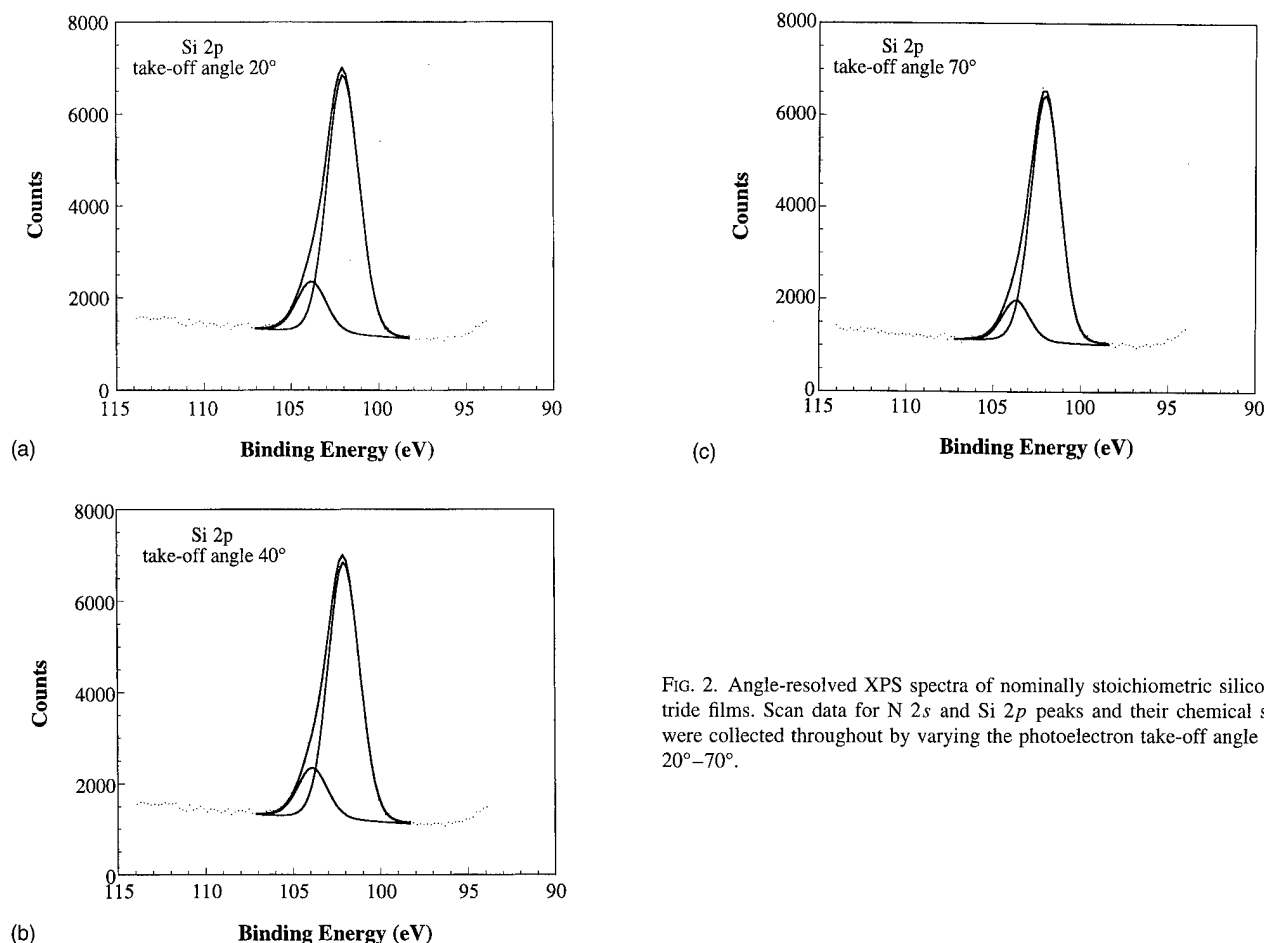 8000
6000
4000
2000
0
Si 2p
take-off angle 20°
Counts
115 110 105 100 95 90
Binding Energy (eV)
(a)
8000
6000
4000
2000
0
Si 2p
take-off angle 70°
Counts
115 110 105 100 95 90
Binding Energy (eV)
(c)
8000
6000
4000
2000
0
Si 2p
take-off angle 40°
Counts
115 110 105 100 95 90
Binding Energy (eV)
(b)
FIG. 2. Angle-resolved XPS spectra of nominally stoichiometric silico
tride films. Scan data for N 2s and Si 2p peaks and their chemical s
were collected throughout by varying the photoelectron take-off angle
20°–70°.